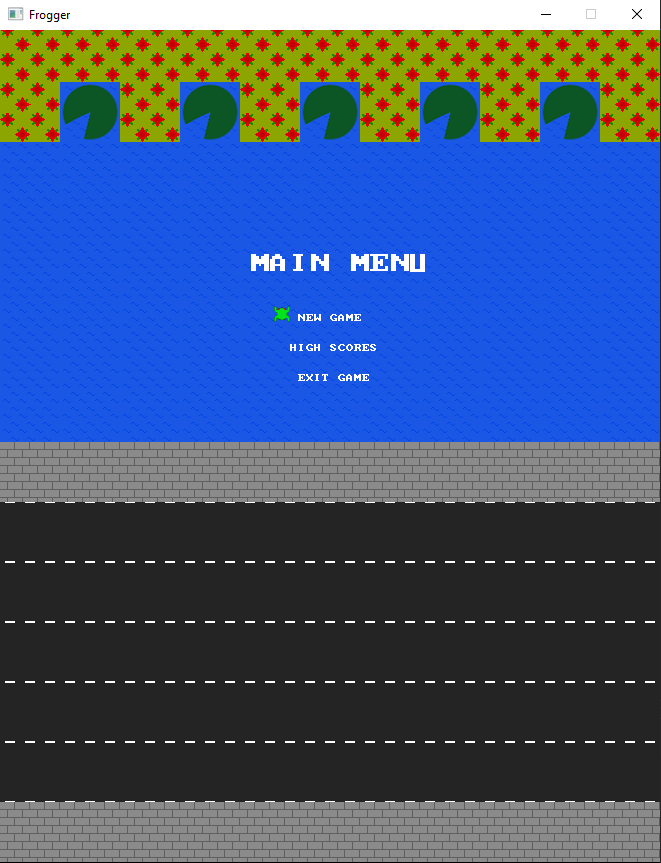 Frogger
MAIN MENU
NEW GAME
HIGH SCORES
EXIT GAME